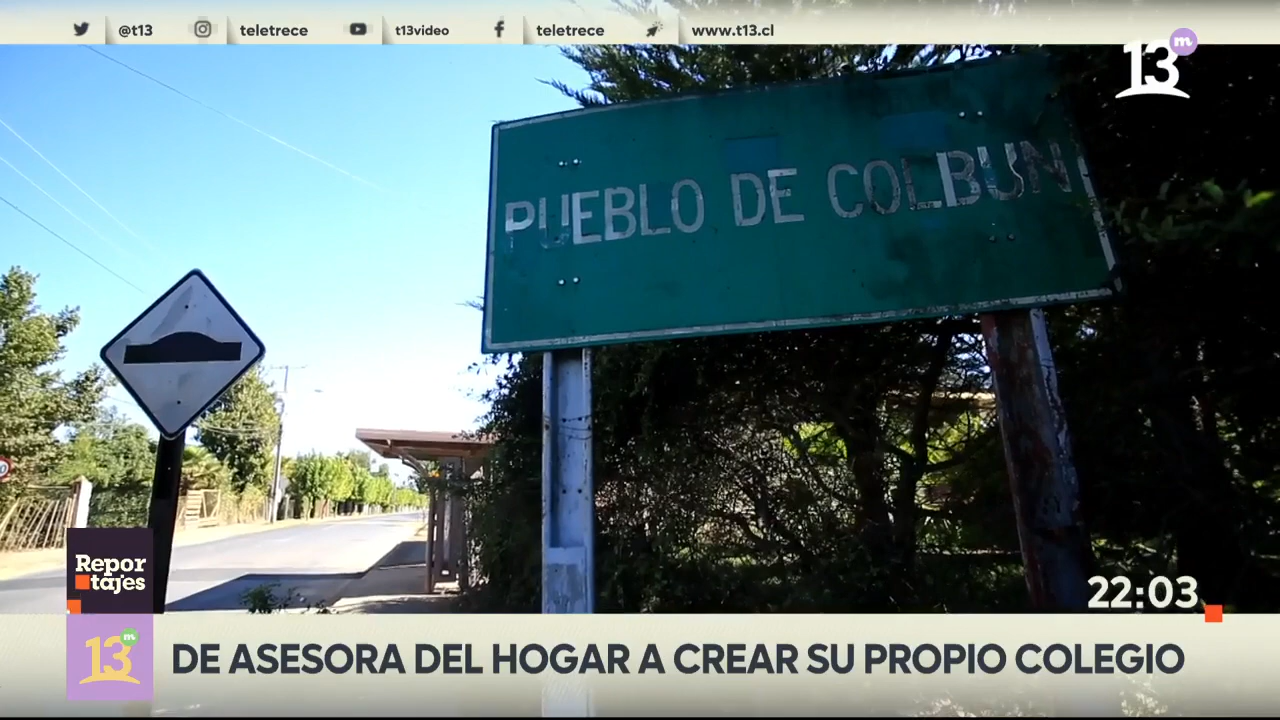 @t13 teletrece t13video teletrece www.t13.cl
13 m
PUEBLO DE COLBUN
Repor
tajes
22:03
13 m
DE ASESORA DEL HOGAR A CREAR SU PROPIO COLEGIO